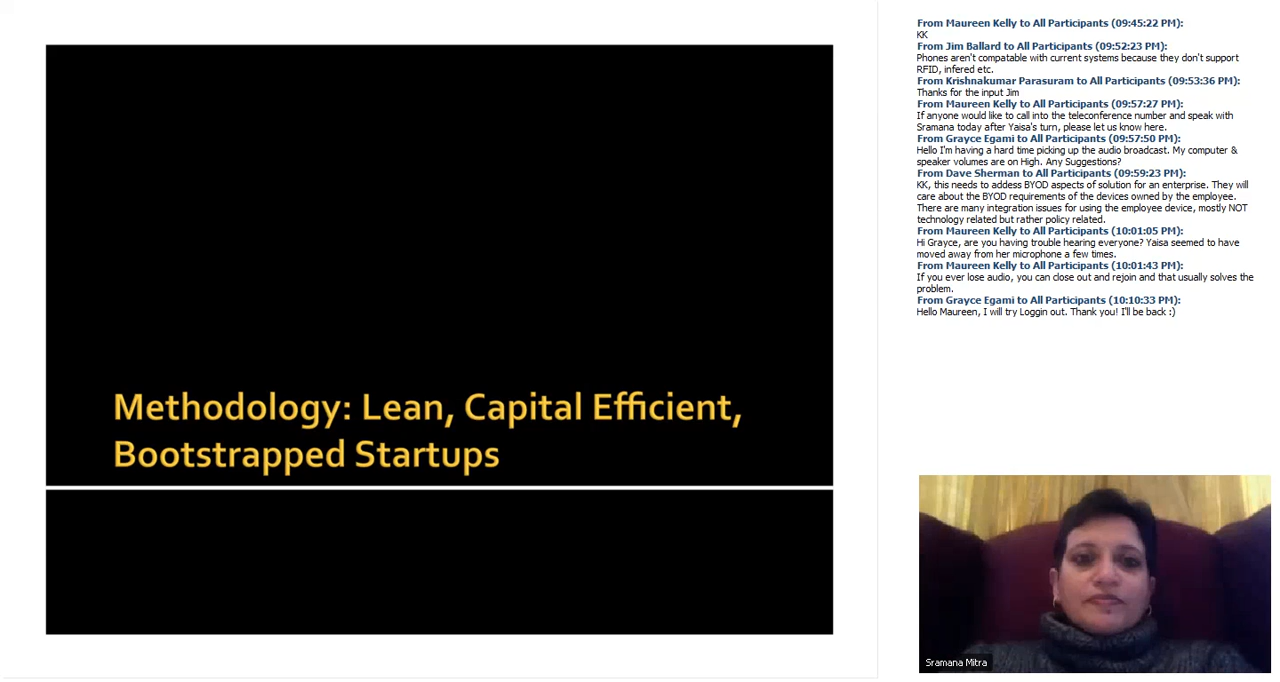 Methodology: Lean, Capital Efficient,
Bootstrapped Startups
From Maureen Kelly to All Participants (09:45:22 PM):
KK
From Jim Ballard to All Participants (09:52:23 PM):
Phones aren't compatable with current systems because they don't support
RFID, infered etc.
From Krishnakumar Parasuram to All Participants (09:53:36 PM):
Thanks for the input Jim
From Maureen Kelly to All Participants (09:57:27 PM):
If anyone would like to call into the teleconference number and speak with
Sramana today after Yaisa's turn, please let us know here.
From Grayce Egami to All Participants (09:57:50 PM):
Hello I'm having a hard time picking up the audio broadcast. My computer &
speaker volumes are on High. Any Suggestions?
From Dave Sherman to All Participants (09:59:23 PM):
KK, this needs to addess BYOD aspects of solution for an enterprise. They will
care about the BYOD requirements of the devices owned by the employee.
There are many integration issues for using the employee device, mostly NOT
technology related but rather policy related.
From Maureen Kelly to All Participants (10:01:05 PM):
Hi Grayce, are you having trouble hearing everyone? Yaisa seemed to have
moved away from her microphone a few times.
From Maureen Kelly to All Participants (10:01:43 PM):
If you ever lose audio, you can close out and rejoin and that usually solves the
problem.
From Grayce Egami to All Participants (10:10:33 PM):
Hello Maureen, I will try Loggin out. Thank you! I'll be back :)
Sramana Mitra